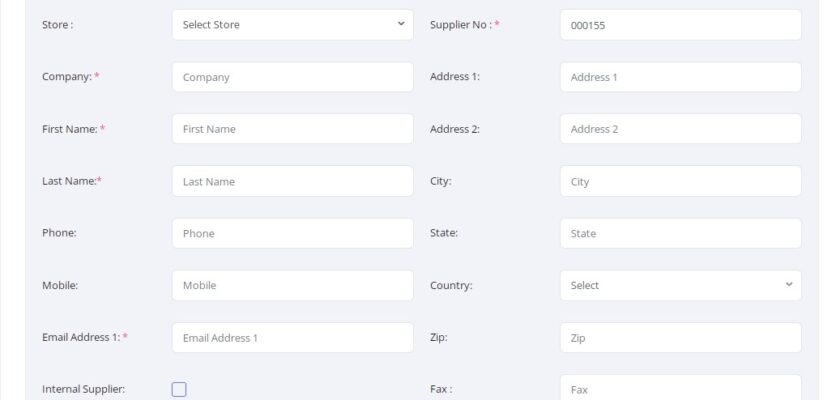 Store : Select Store Supplier No : * 000155
Company: * Company Address 1: Address 1
First Name: * First Name Address 2: Address 2
Last Name:* Last Name City: City
Phone: Phone State: State
Mobile: Mobile Country: Select
Email Address 1: * Email Address 1 Zip: Zip
Internal Supplier: Fax : Fax